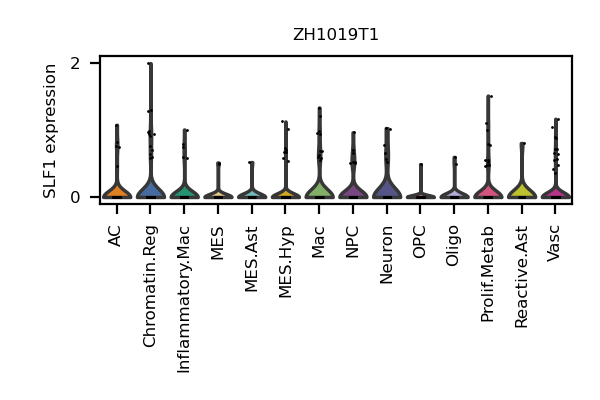 ZH1019T1
SLF1 expression
2
0
AC
Chromatin.Reg
Inflammatory.Mac
MES
MES.Ast
MES.Hyp
Mac
NPC
Neuron
OPC
Oligo
Prolif.Metab
Reactive.Ast
Vasc